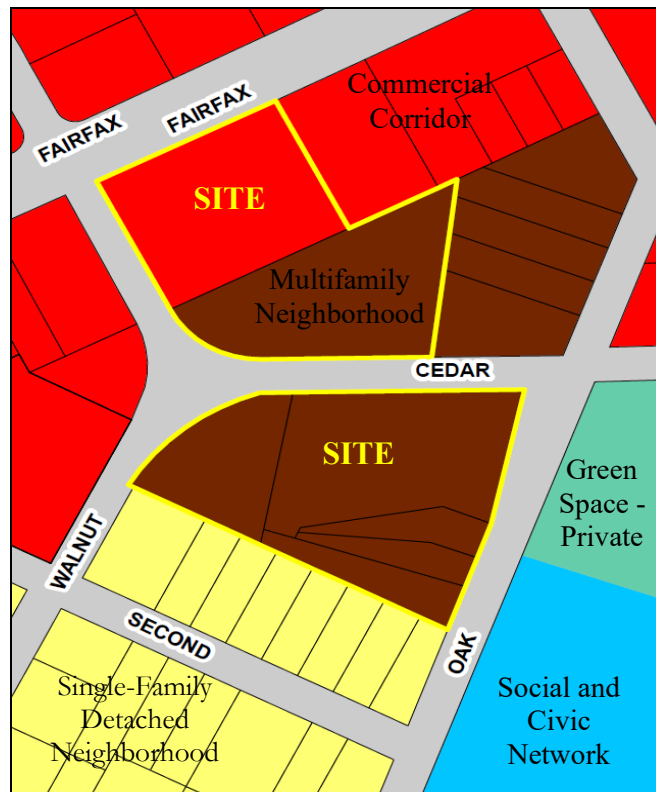 FAIRFAX
FAIRFAX
Commercial
Corridor
SITE
Multifamily
Neighborhood
CEDAR
SITE
Green
Space -
Private
WALNUT
SECOND
OAK
Single-Family
Detached
Neighborhood
Social and
Civic
Network